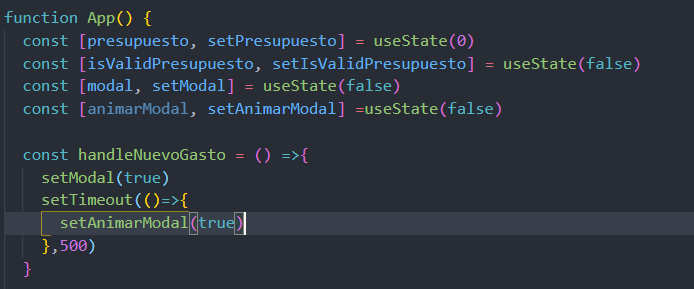 function App() {
const [presupuesto, setPresupuesto] = useState(0)
const [isValidPresupuesto, setIsValidPresupuesto] = useState(false)
const [modal, setModal] = useState(false)
const [animarModal, setAnimarModal] =useState(false)
const handleNuevoGasto = () =>{
setModal(true)
setTimeout(()=>{
setAnimarModal(true)
},500)
}